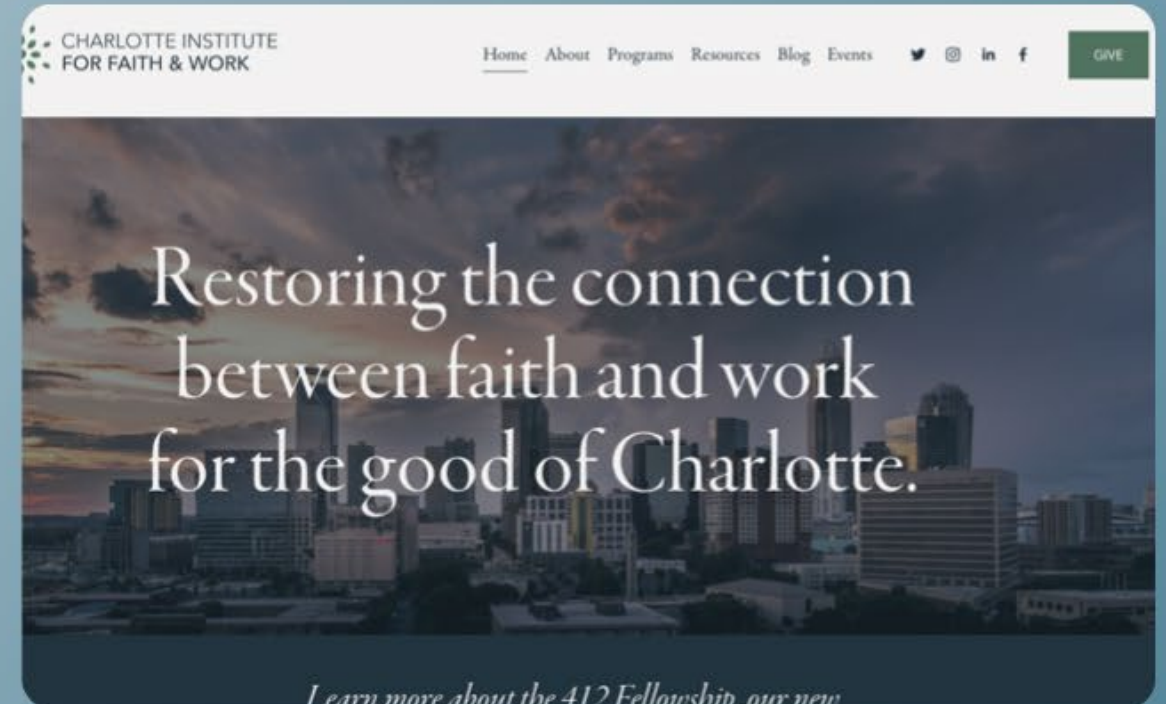 CHARLOTTE INSTITUTE
FOR FAITH & WORK
Home About Programs Resources Blog Events
GIVE
Restoring the connection
between faith and work
for the good of Charlotte.
Learn more about the 412 Fellowship, our new